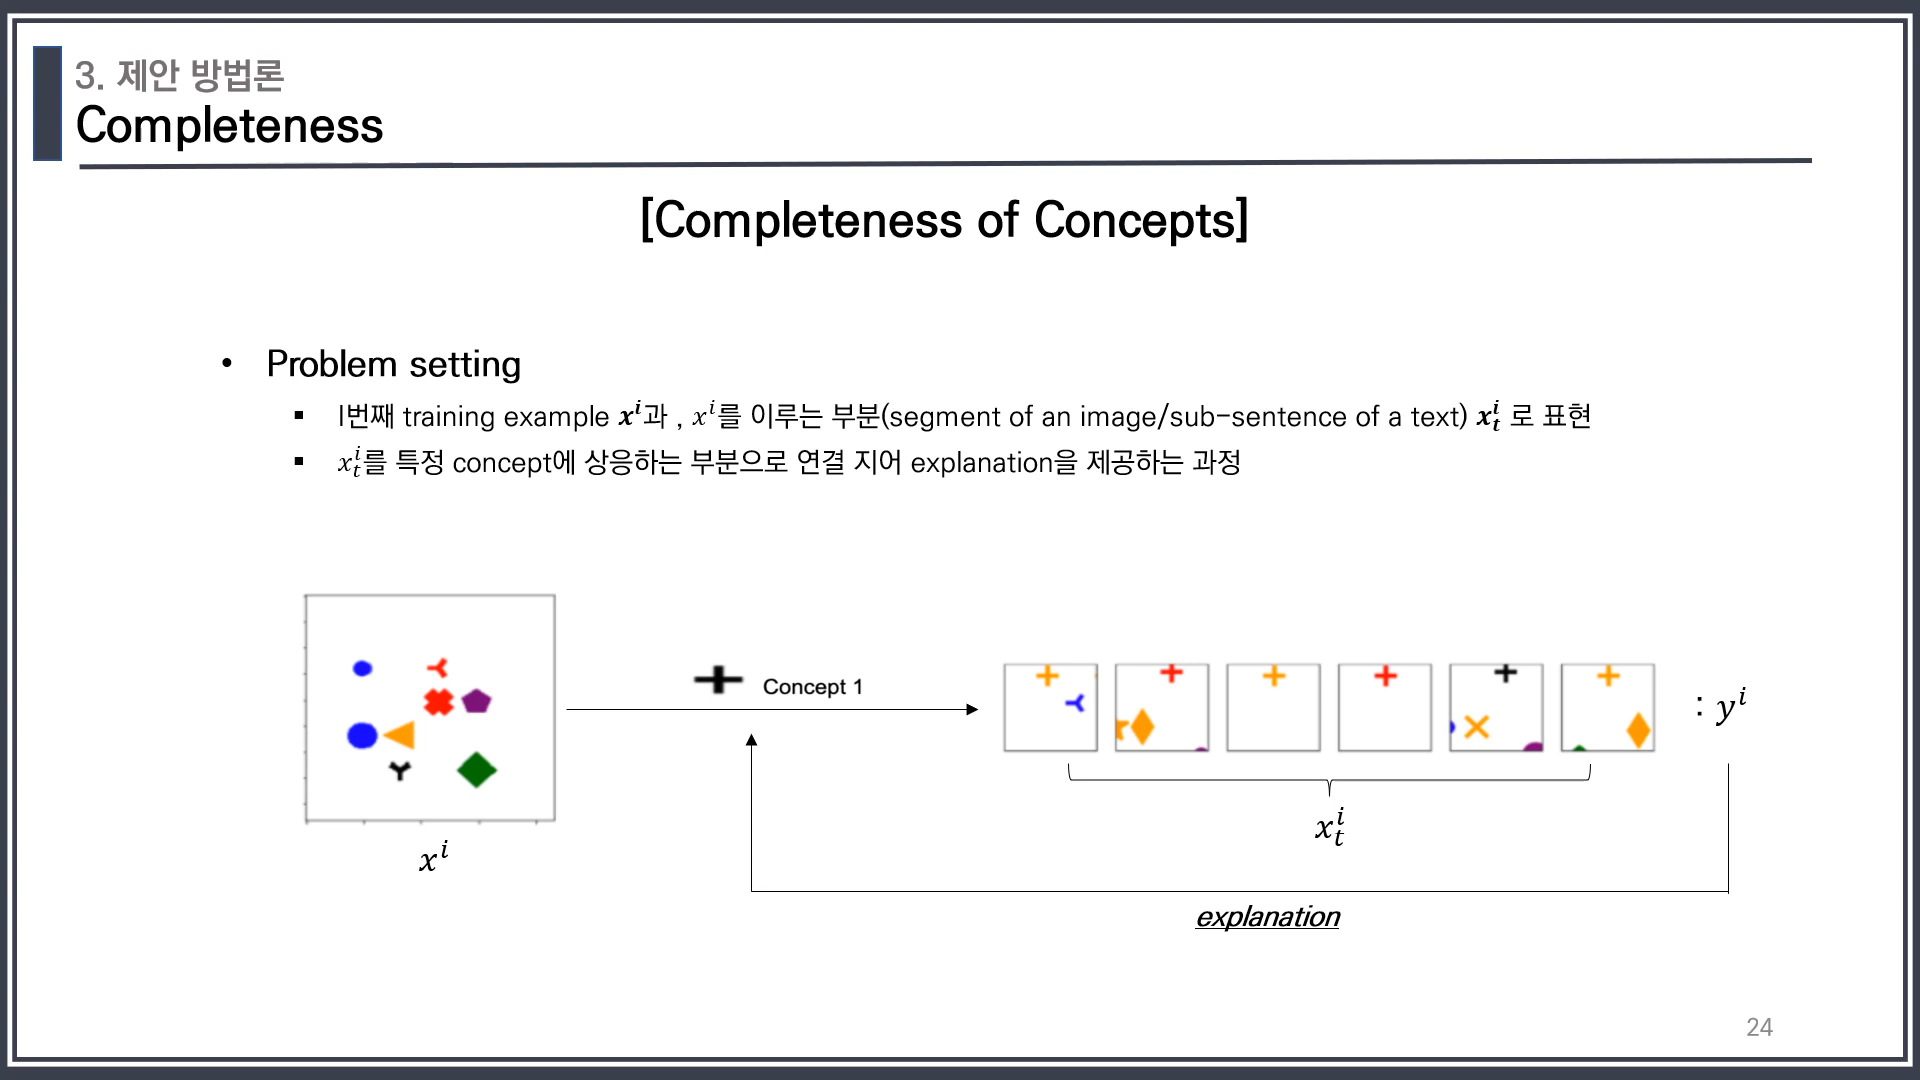 3. 제안 방법론
Completeness
[Completeness of Concepts]
• Problem setting
▪ I번째 training example xⁱ과 , xⁱ를 이루는 부분(segment of an image/sub-sentence of a text) xₜⁱ 로 표현
▪ xₜⁱ를 특정 concept에 상응하는 부분으로 연결 지어 explanation을 제공하는 과정
Concept 1
: yⁱ
xₜⁱ
xⁱ
explanation
24